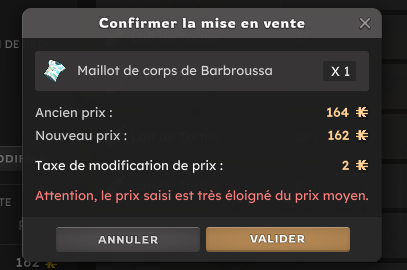 Confirmer la mise en vente
Maillot de corps de Barbroussa X 1
Ancien prix : 164
Nouveau prix : 162
Taxe de modification de prix : 2
Attention, le prix saisi est très éloigné du prix moyen.
ANNULER VALIDER
162